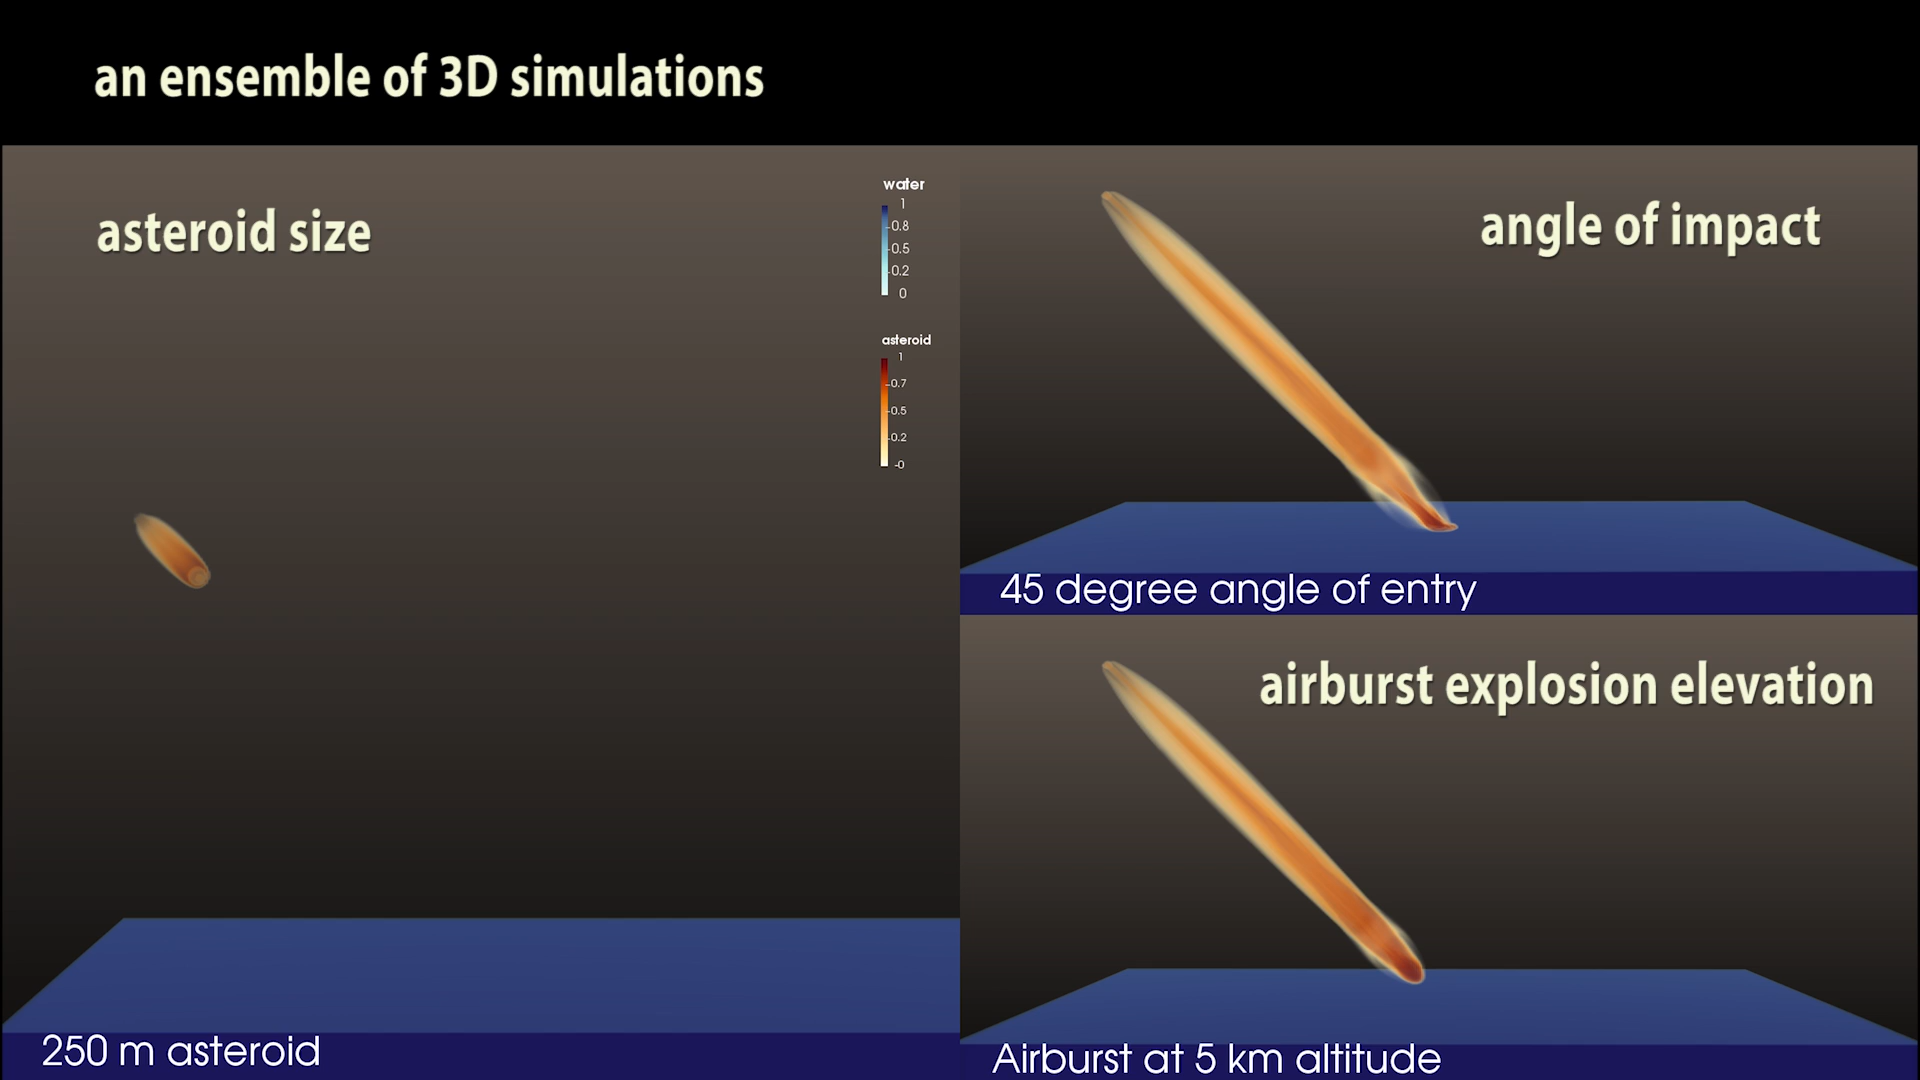 an ensemble of 3D simulations
asteroid size
water
1
0.8
0.5
0.2
0
asteroid
1
0.7
0.5
0.2
-0
250 m asteroid
angle of impact
45 degree angle of entry
airburst explosion elevation
Airburst at 5 km altitude